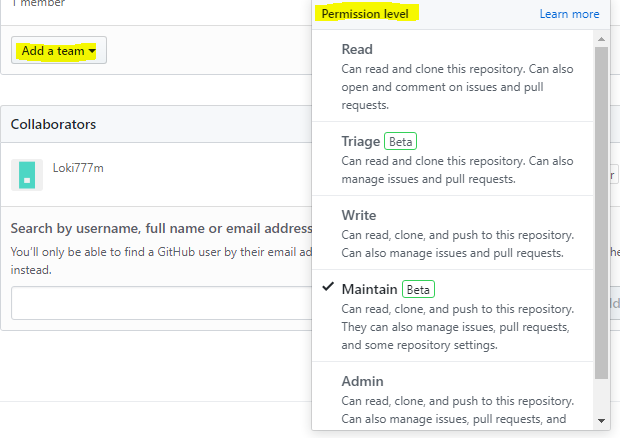 1 member
Add a team
Collaborators
Loki777m
Search by username, full name or email address
You'll only be able to find a GitHub user by their email ad
instead.
Permission level
Learn more
Read
Can read and clone this repository. Can also
open and comment on issues and pull
requests.
Triage Beta
Can read and clone this repository. Can also
manage issues and pull requests.
Write
Can read, clone, and push to this repository.
Can also manage issues and pull requests.
Maintain Beta
Can read, clone, and push to this repository.
They can also manage issues, pull requests,
and some repository settings.
Admin
Can read, clone, and push to this repository.
Can also manage issues, pull requests, and